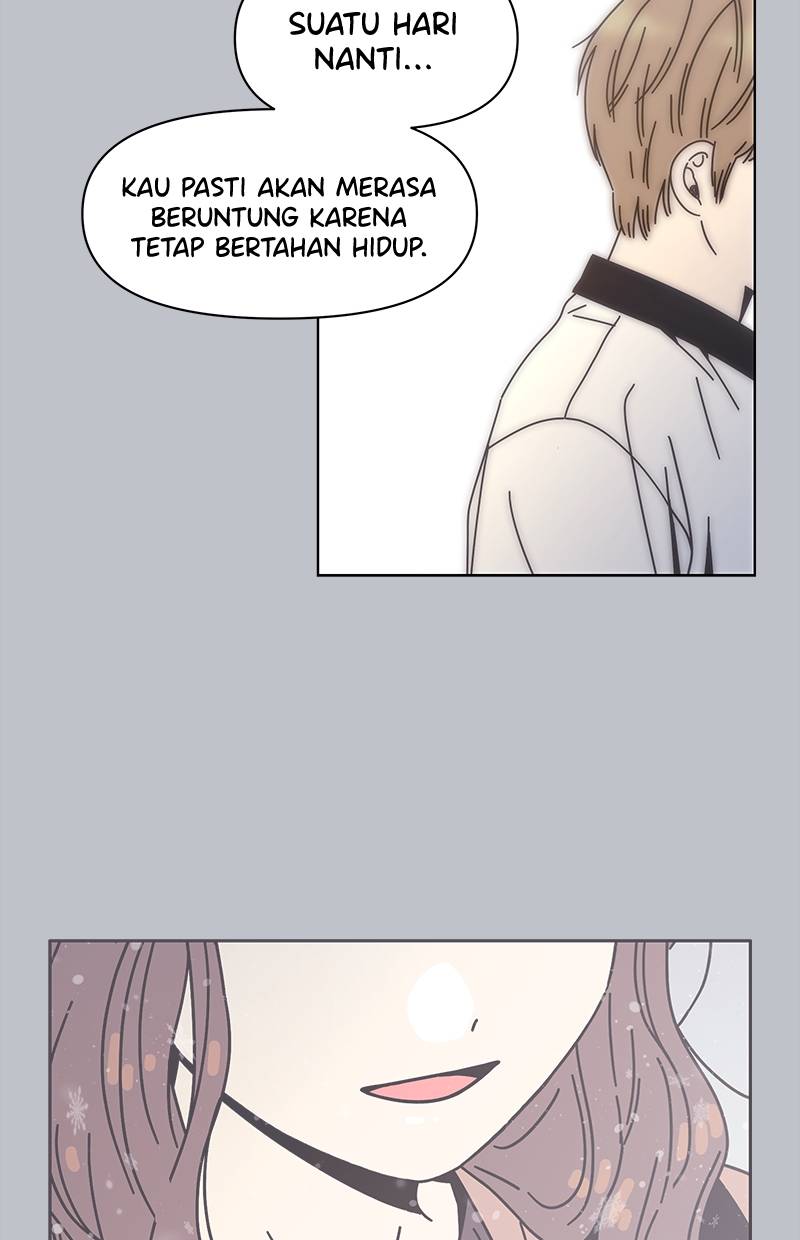 SUATU HARI
NANTI...
KAU PASTI AKAN MERASA
BERUNTUNG KARENA
TETAP BERTAHAN HIDUP.